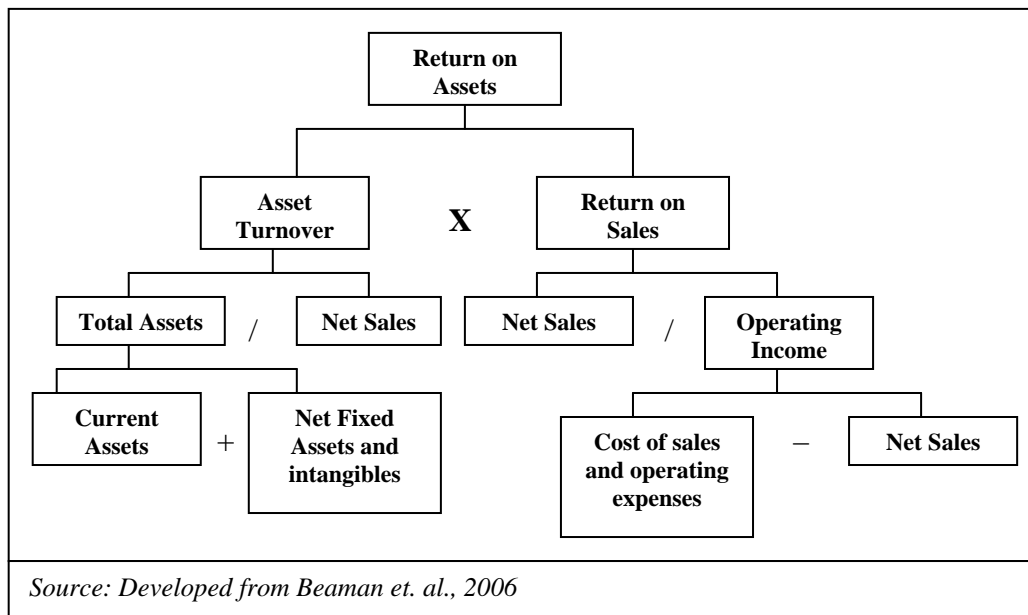 Return on
Assets
Asset
Turnover
X
Return on
Sales
Total Assets
/
Net Sales
Net Sales
/
Operating
Income
Current
Assets
+
Net Fixed
Assets and
intangibles
Cost of sales
and operating
expenses
–
Net Sales
Source: Developed from Beaman et. al., 2006